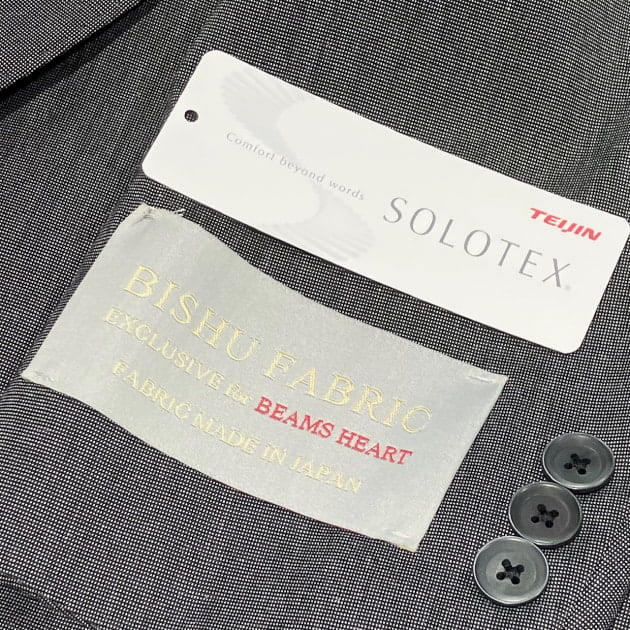 Comfort beyond words
SOLOTEX®
TEIJIN
BISHU FABRIC
EXCLUSIVE for BEAMS HEART
FABRIC MADE IN JAPAN